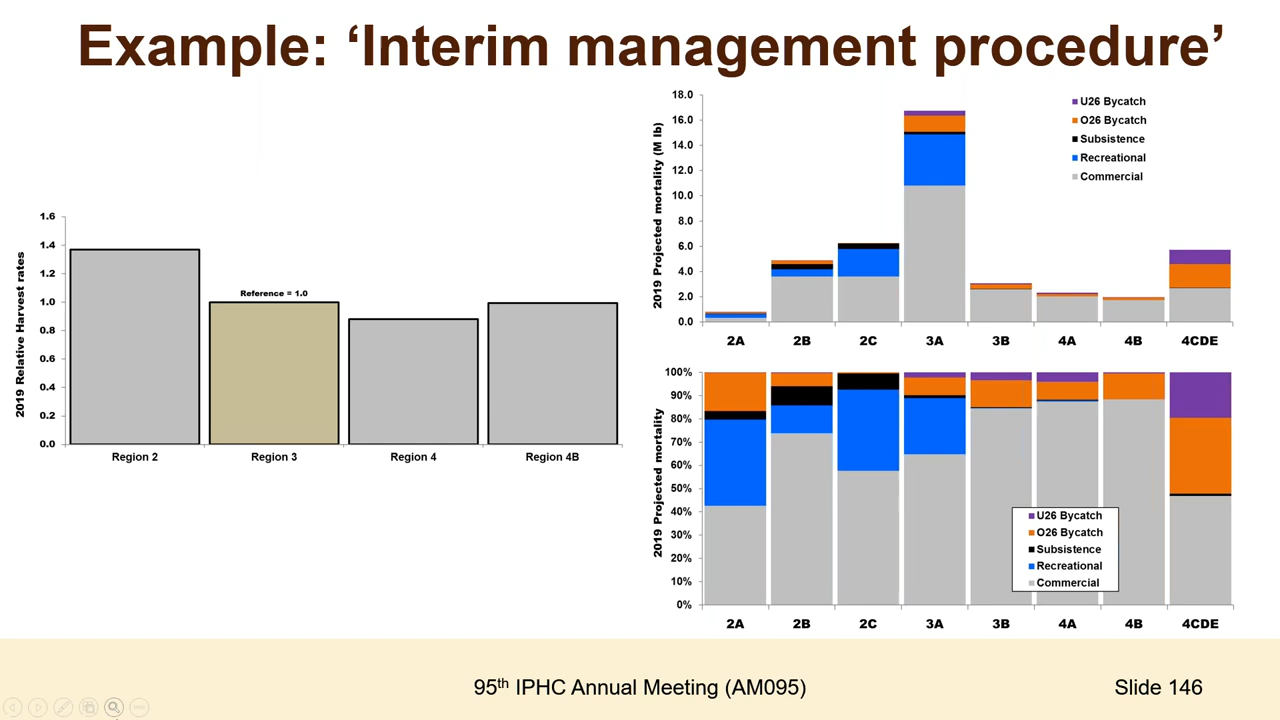 Example: ‘Interim management procedure’
2019 Relative Harvest rates
1.6
1.4
1.2
1.0
0.8
0.6
0.4
0.2
0.0
Reference = 1.0
Region 2 Region 3 Region 4 Region 4B
2019 Projected mortality (M lb)
18.0
16.0
14.0
12.0
10.0
8.0
6.0
4.0
2.0
0.0
U26 Bycatch
O26 Bycatch
Subsistence
Recreational
Commercial
2A 2B 2C 3A 3B 4A 4B 4CDE
2019 Projected mortality
100%
90%
80%
70%
60%
50%
40%
30%
20%
10%
0%
U26 Bycatch
O26 Bycatch
Subsistence
Recreational
Commercial
2A 2B 2C 3A 3B 4A 4B 4CDE
95th IPHC Annual Meeting (AM095)
Slide 146